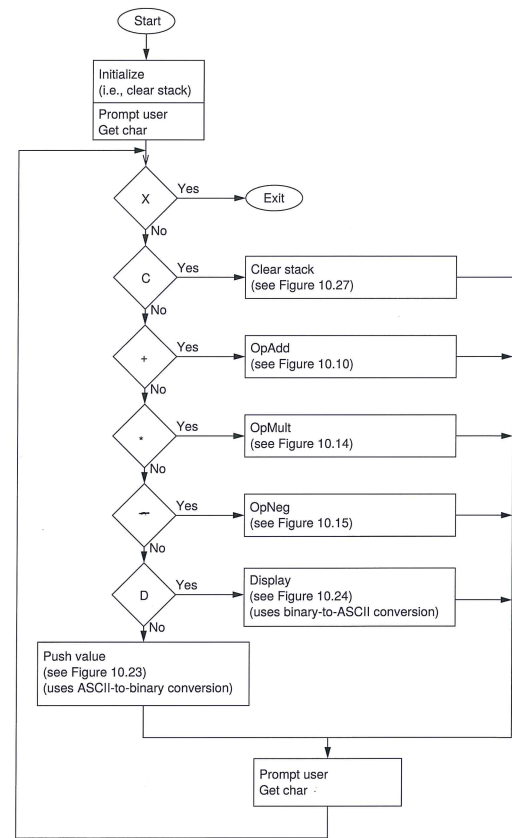 Start
Initialize
(i.e., clear stack)
Prompt user
Get char
X
Yes
Exit
No
C
Yes
Clear stack
(see Figure 10.27)
No
+
Yes
OpAdd
(see Figure 10.10)
No
*
Yes
OpMult
(see Figure 10.14)
No
−
Yes
OpNeg
(see Figure 10.15)
No
D
Yes
Display
(see Figure 10.24)
(uses binary-to-ASCII conversion)
No
Push value
(see Figure 10.23)
(uses ASCII-to-binary conversion)
Prompt user
Get char